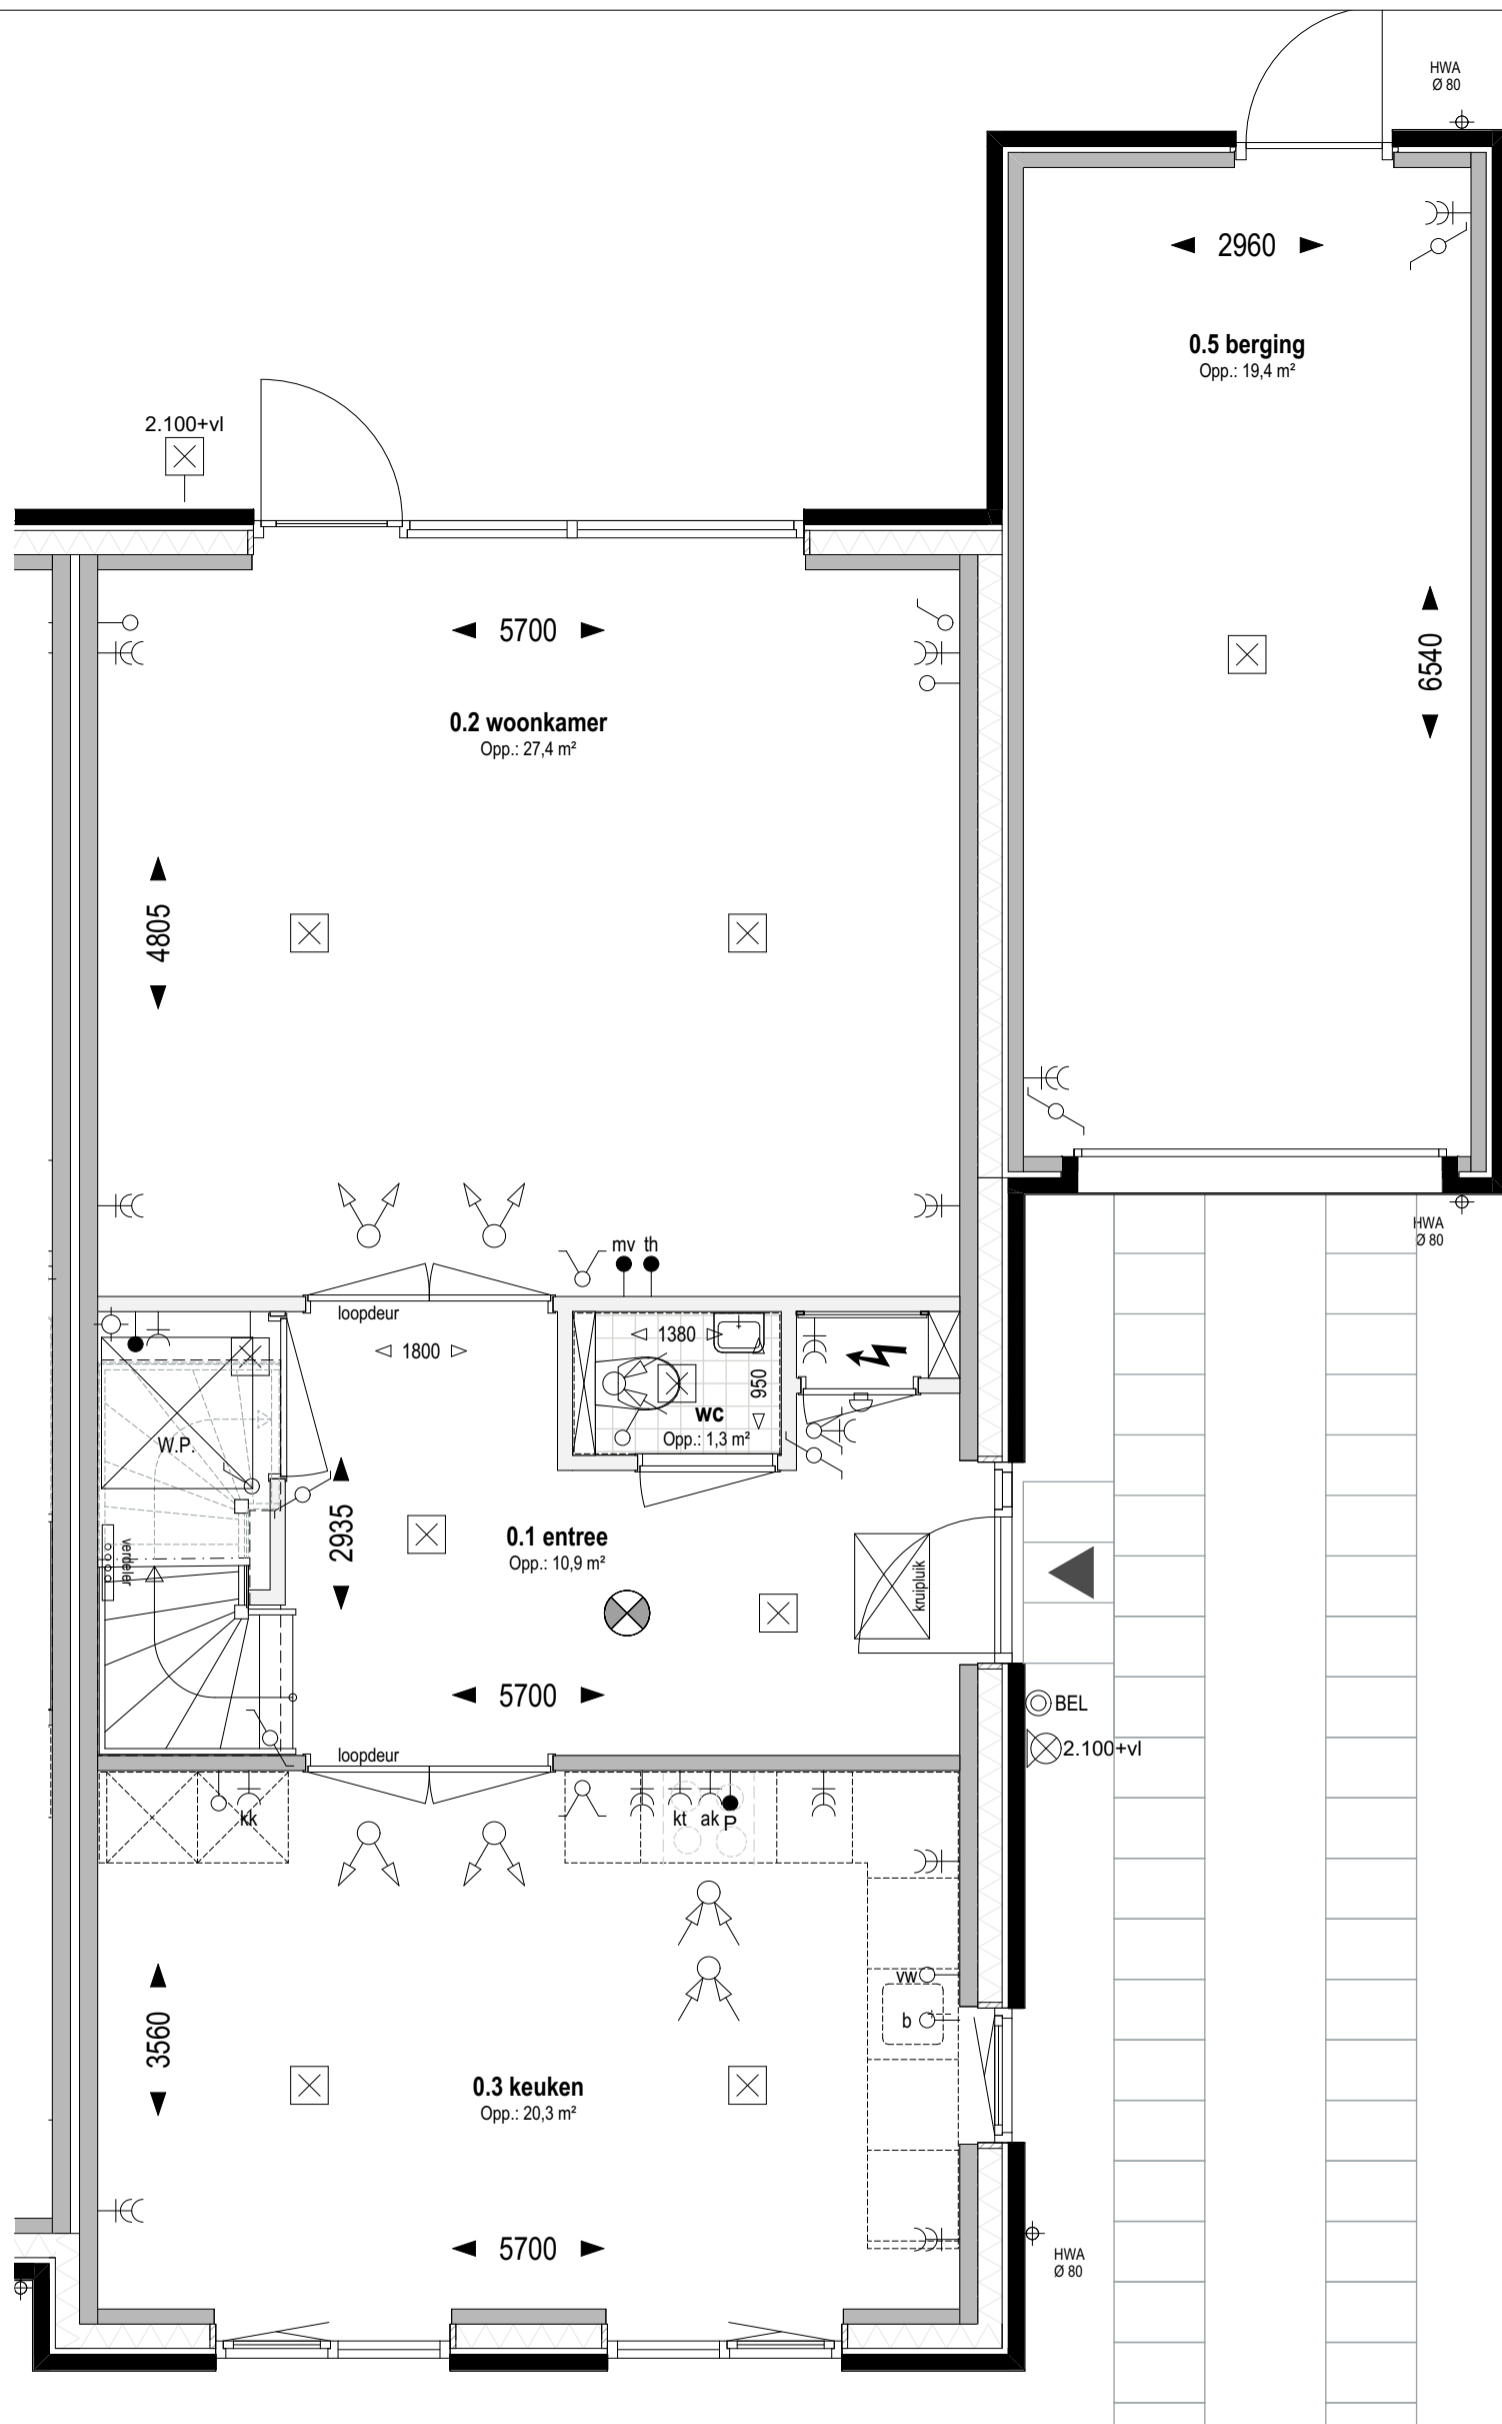 HWA
Ø 80
2960
0.5 berging
Opp.: 19,4 m²
2.100+vl
5700
6540
0.2 woonkamer
Opp.: 27,4 m²
4805
HWA
Ø 80
mv th
loopdeur
1800
1380
950
wc
Opp.: 1,3 m²
W.P.
2935
0.1 entree
Opp.: 10,9 m²
verdeler
kruipluik
5700
BEL
2.100+vl
loopdeur
kk
kt ak P
vw
b
3560
0.3 keuken
Opp.: 20,3 m²
5700
HWA
Ø 80